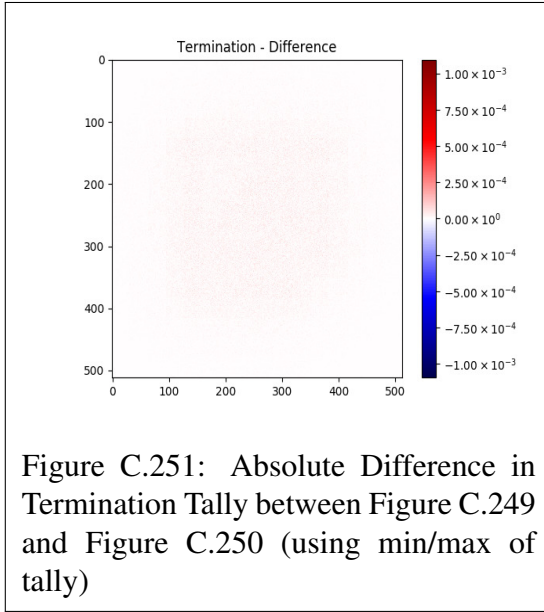 Termination - Difference
0
100
200
300
400
500
0 100 200 300 400 500
1.00 × 10⁻³
7.50 × 10⁻⁴
5.00 × 10⁻⁴
2.50 × 10⁻⁴
0.00 × 10⁰
−2.50 × 10⁻⁴
−5.00 × 10⁻⁴
−7.50 × 10⁻⁴
−1.00 × 10⁻³
Figure C.251: Absolute Difference in
Termination Tally between Figure C.249
and Figure C.250 (using min/max of
tally)